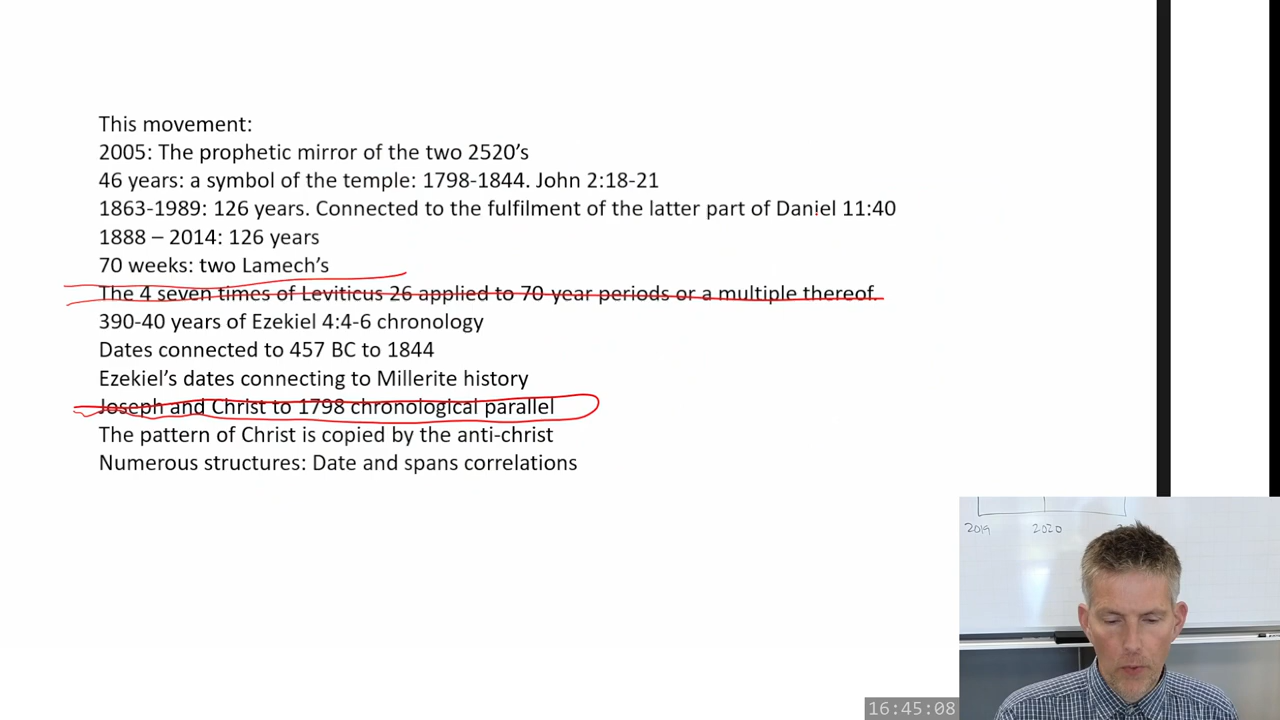 This movement:
2005: The prophetic mirror of the two 2520's
46 years: a symbol of the temple: 1798-1844. John 2:18-21
1863-1989: 126 years. Connected to the fulfilment of the latter part of Daniel 11:40
1888 – 2014: 126 years
70 weeks: two Lamech's
The 4 seven times of Leviticus 26 applied to 70 year periods or a multiple thereof.
390-40 years of Ezekiel 4:4-6 chronology
Dates connected to 457 BC to 1844
Ezekiel's dates connecting to Millerite history
Joseph and Christ to 1798 chronological parallel
The pattern of Christ is copied by the anti-christ
Numerous structures: Date and spans correlations
2019 2020
16:45:08